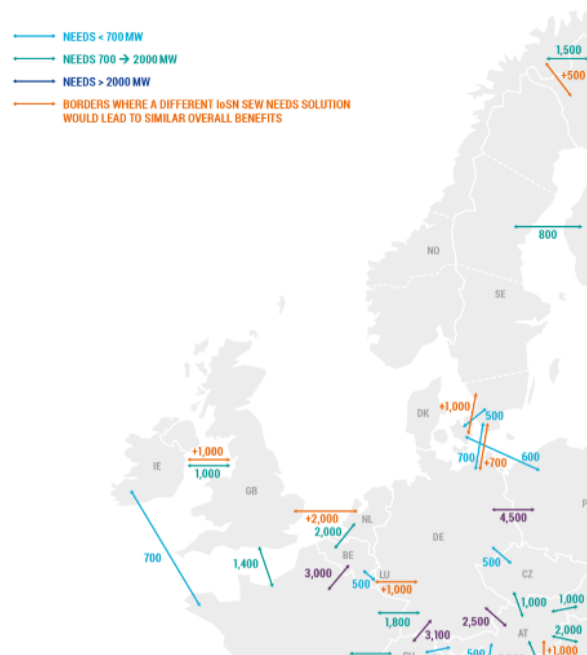 NEEDS < 700 MW
NEEDS 700 → 2000 MW
NEEDS > 2000 MW
BORDERS WHERE A DIFFERENT IoSN SEW NEEDS SOLUTION
WOULD LEAD TO SIMILAR OVERALL BENEFITS
1,500
+500
800
NO
SE
DK
+1,000
500
700
+700
600
IE
+1,000
1,000
GB
+2,000
NL
2,000
4,500
DE
BE
700
1,400
3,000
LU
500
+1,000
500
CZ
1,000
1,000
1,800
2,500
2,000
3,100
AT
+1,000
500